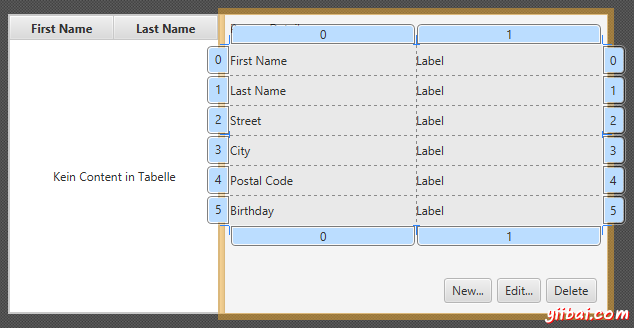 First Name Last Name
0 1
0 First Name Label 0
1 Last Name Label 1
2 Street Label 2
3 City Label 3
Kein Content in Tabelle
4 Postal Code Label 4
5 Birthday Label 5
0 1
New... Edit... Delete
yiibai.com